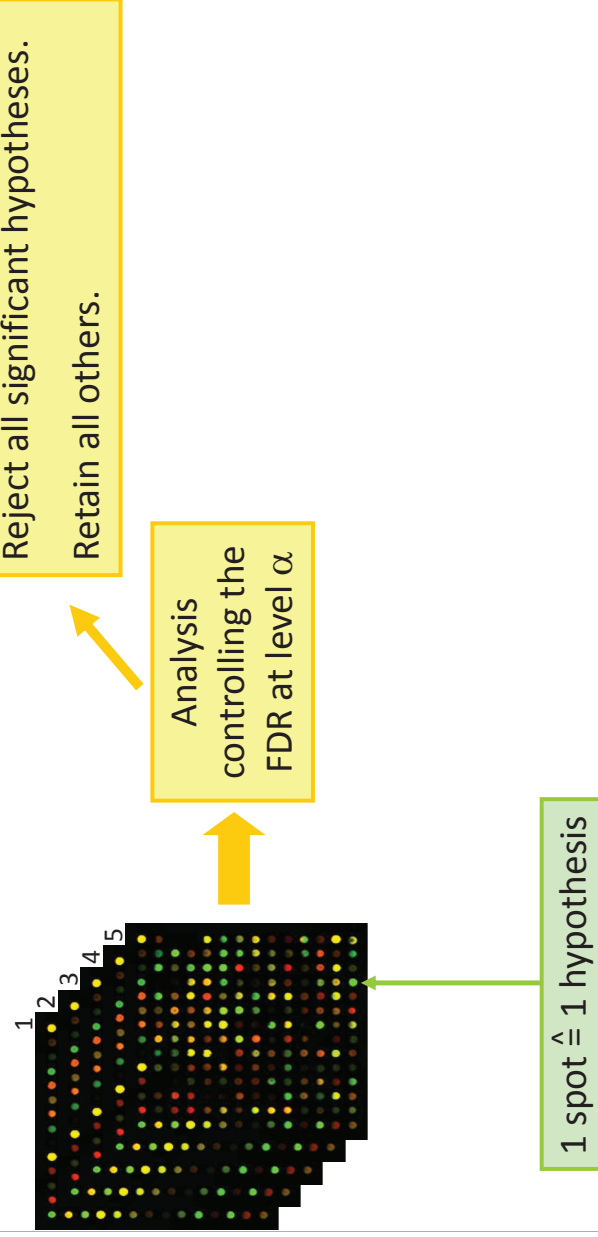 1
2
3
4
5
Analysis
controlling the
FDR at level α
Reject all significant hypotheses.
Retain all others.
1 spot ≙ 1 hypothesis